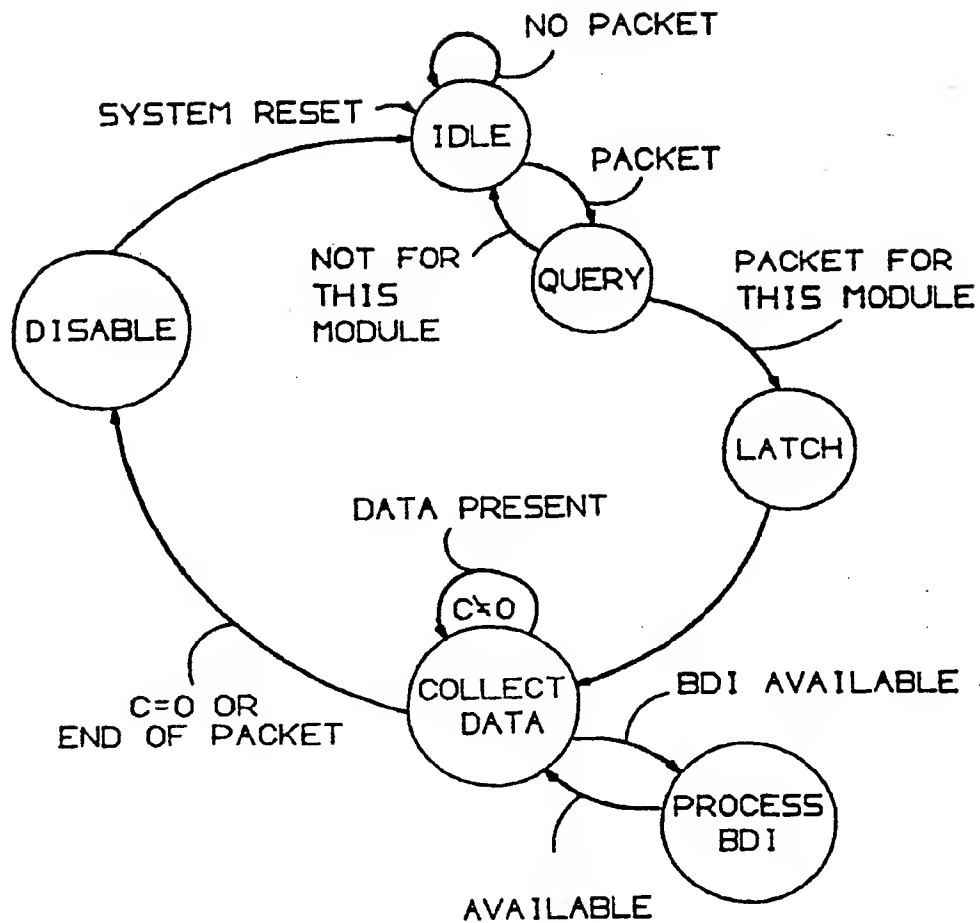 NO PACKET
SYSTEM RESET
IDLE
PACKET
NOT FOR
THIS
MODULE
QUERY
PACKET FOR
THIS MODULE
DISABLE
LATCH
DATA PRESENT
C≠0
COLLECT
DATA
BDI AVAILABLE
C=0 OR
END OF PACKET
PROCESS
BDI
AVAILABLE